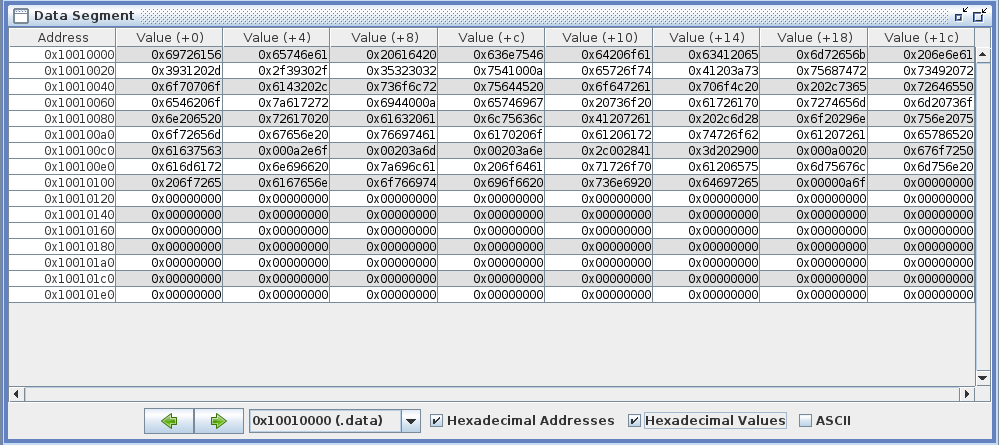 Data Segment
Address Value (+0) Value (+4) Value (+8) Value (+c) Value (+10) Value (+14) Value (+18) Value (+1c)
0x10010000 0x69726156 0x65746e61 0x20616420 0x636e7546 0x64206f61 0x63412065 0x6d72656b 0x206e6e61
0x10010020 0x3931202d 0x2f39302f 0x35323032 0x7541000a 0x65726f74 0x41203a73 0x75687472 0x73492072
0x10010040 0x6f70706f 0x6143202c 0x736f6c72 0x75644520 0x6f647261 0x706f4c20 0x202c7365 0x72646550
0x10010060 0x6546206f 0x7a617272 0x6944000a 0x65746967 0x20736f20 0x61726170 0x7274656d 0x6d20736f
0x10010080 0x6e206520 0x72617020 0x61632061 0x6c75636c 0x41207261 0x202c6d28 0x6f20296e 0x756e2075
0x100100a0 0x6f72656d 0x67656e20 0x76697461 0x6170206f 0x61206172 0x74726f62 0x61207261 0x65786520
0x100100c0 0x61637563 0x000a2e6f 0x00203a6d 0x00203a6e 0x2c002841 0x3d202900 0x000a0020 0x676f7250
0x100100e0 0x616d6172 0x6e696620 0x7a696c61 0x206f6461 0x71726f70 0x61206575 0x6d75676c 0x6d756e20
0x10010100 0x206f7265 0x6167656e 0x6f766974 0x696f6620 0x736e6920 0x64697265 0x00000a6f 0x00000000
0x10010120 0x00000000 0x00000000 0x00000000 0x00000000 0x00000000 0x00000000 0x00000000 0x00000000
0x10010140 0x00000000 0x00000000 0x00000000 0x00000000 0x00000000 0x00000000 0x00000000 0x00000000
0x10010160 0x00000000 0x00000000 0x00000000 0x00000000 0x00000000 0x00000000 0x00000000 0x00000000
0x10010180 0x00000000 0x00000000 0x00000000 0x00000000 0x00000000 0x00000000 0x00000000 0x00000000
0x100101a0 0x00000000 0x00000000 0x00000000 0x00000000 0x00000000 0x00000000 0x00000000 0x00000000
0x100101c0 0x00000000 0x00000000 0x00000000 0x00000000 0x00000000 0x00000000 0x00000000 0x00000000
0x100101e0 0x00000000 0x00000000 0x00000000 0x00000000 0x00000000 0x00000000 0x00000000 0x00000000
0x10010000 (.data) Hexadecimal Addresses Hexadecimal Values ASCII